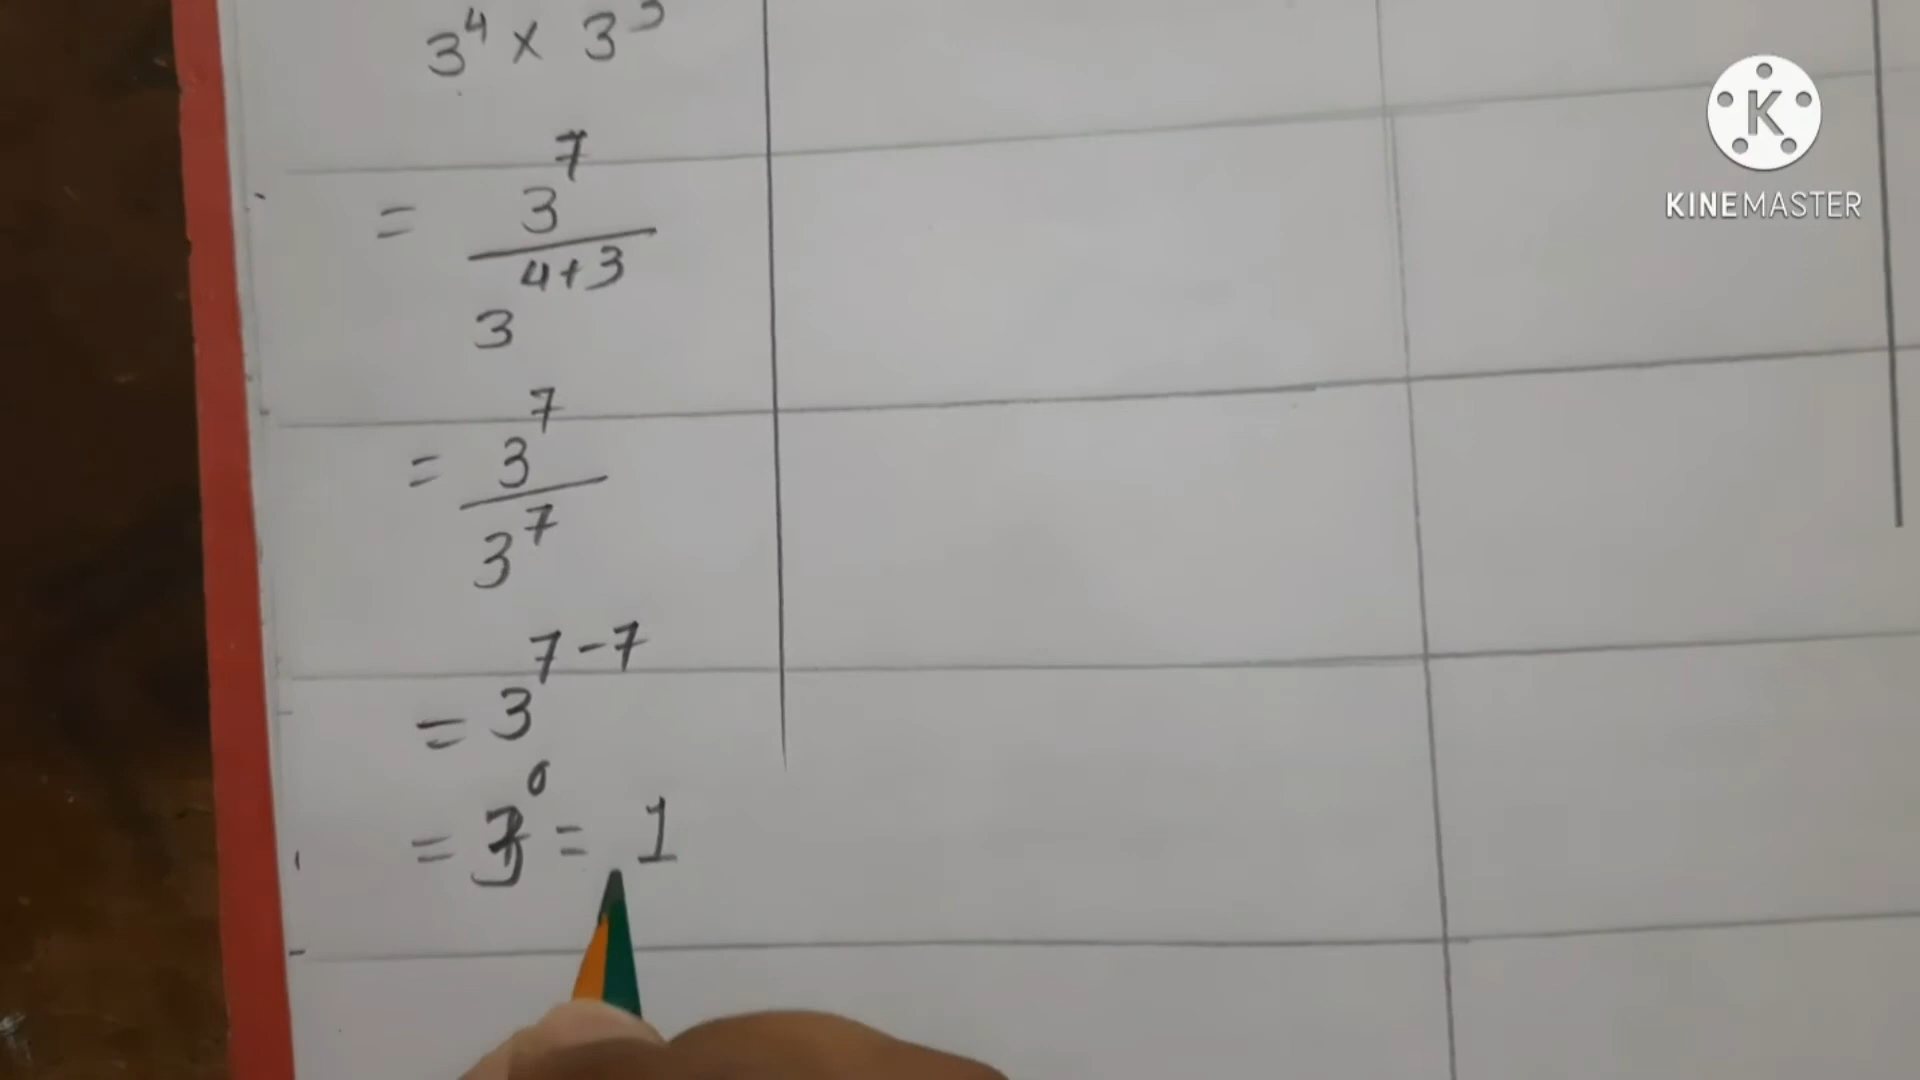 3⁴ × 3³
K
KINEMASTER
= 3⁷ / 3⁴⁺³
= 3⁷ / 3⁷
= 3⁷⁻⁷
= 3⁰ = 1